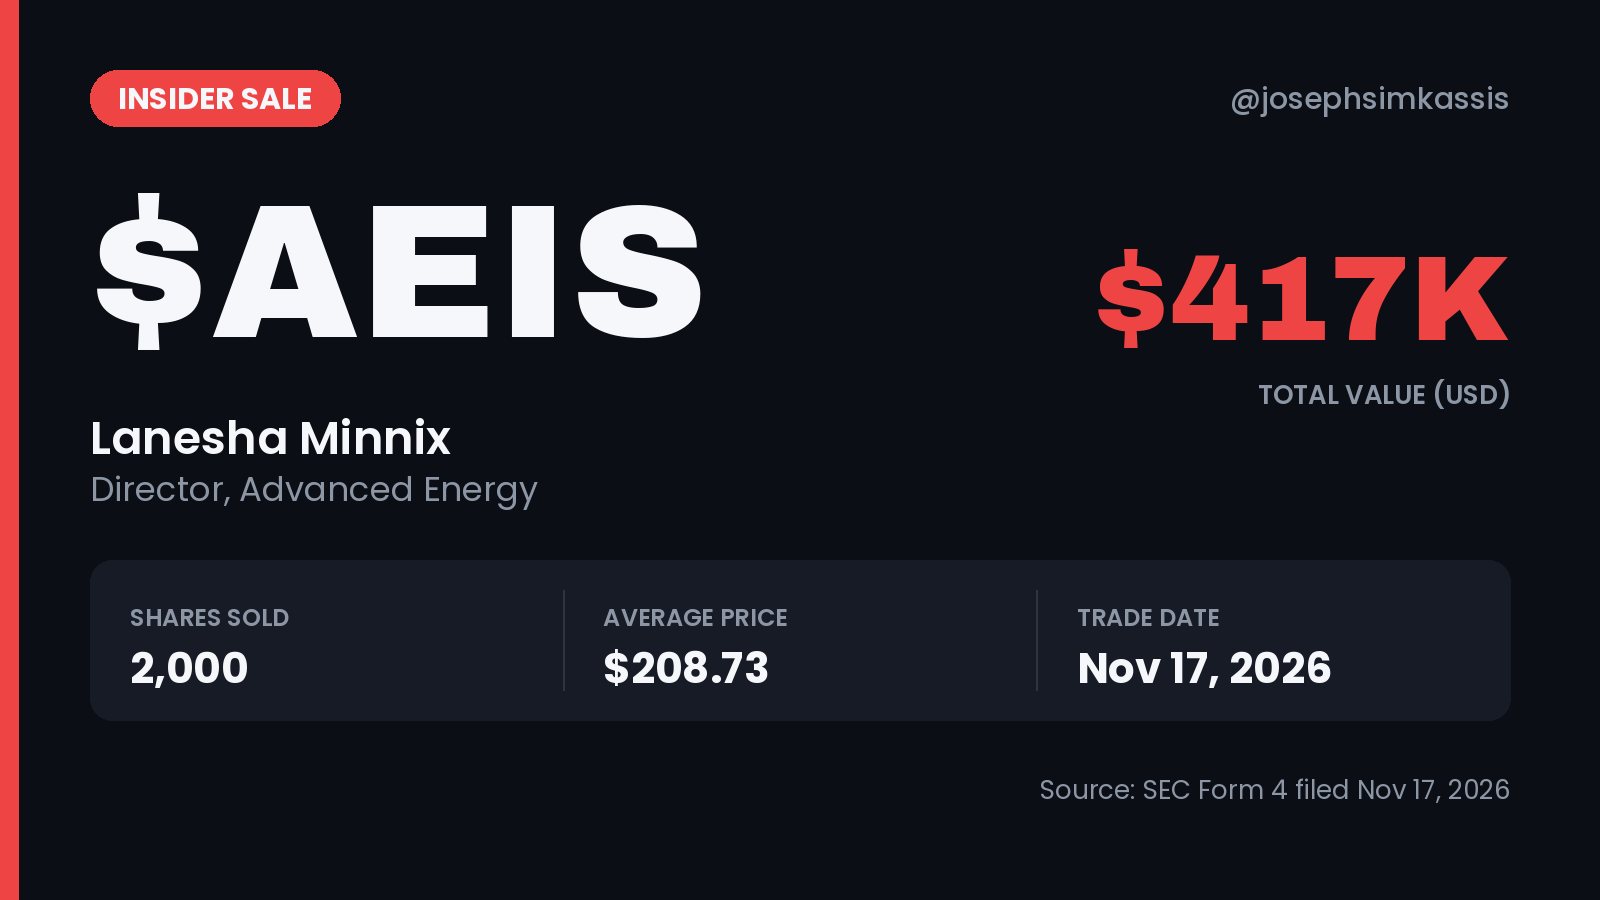 INSIDER SALE
@josephsimkassis
$AEIS
$417K
TOTAL VALUE (USD)
Lanesha Minnix
Director, Advanced Energy
SHARES SOLD
2,000
AVERAGE PRICE
$208.73
TRADE DATE
Nov 17, 2026
Source: SEC Form 4 filed Nov 17, 2026